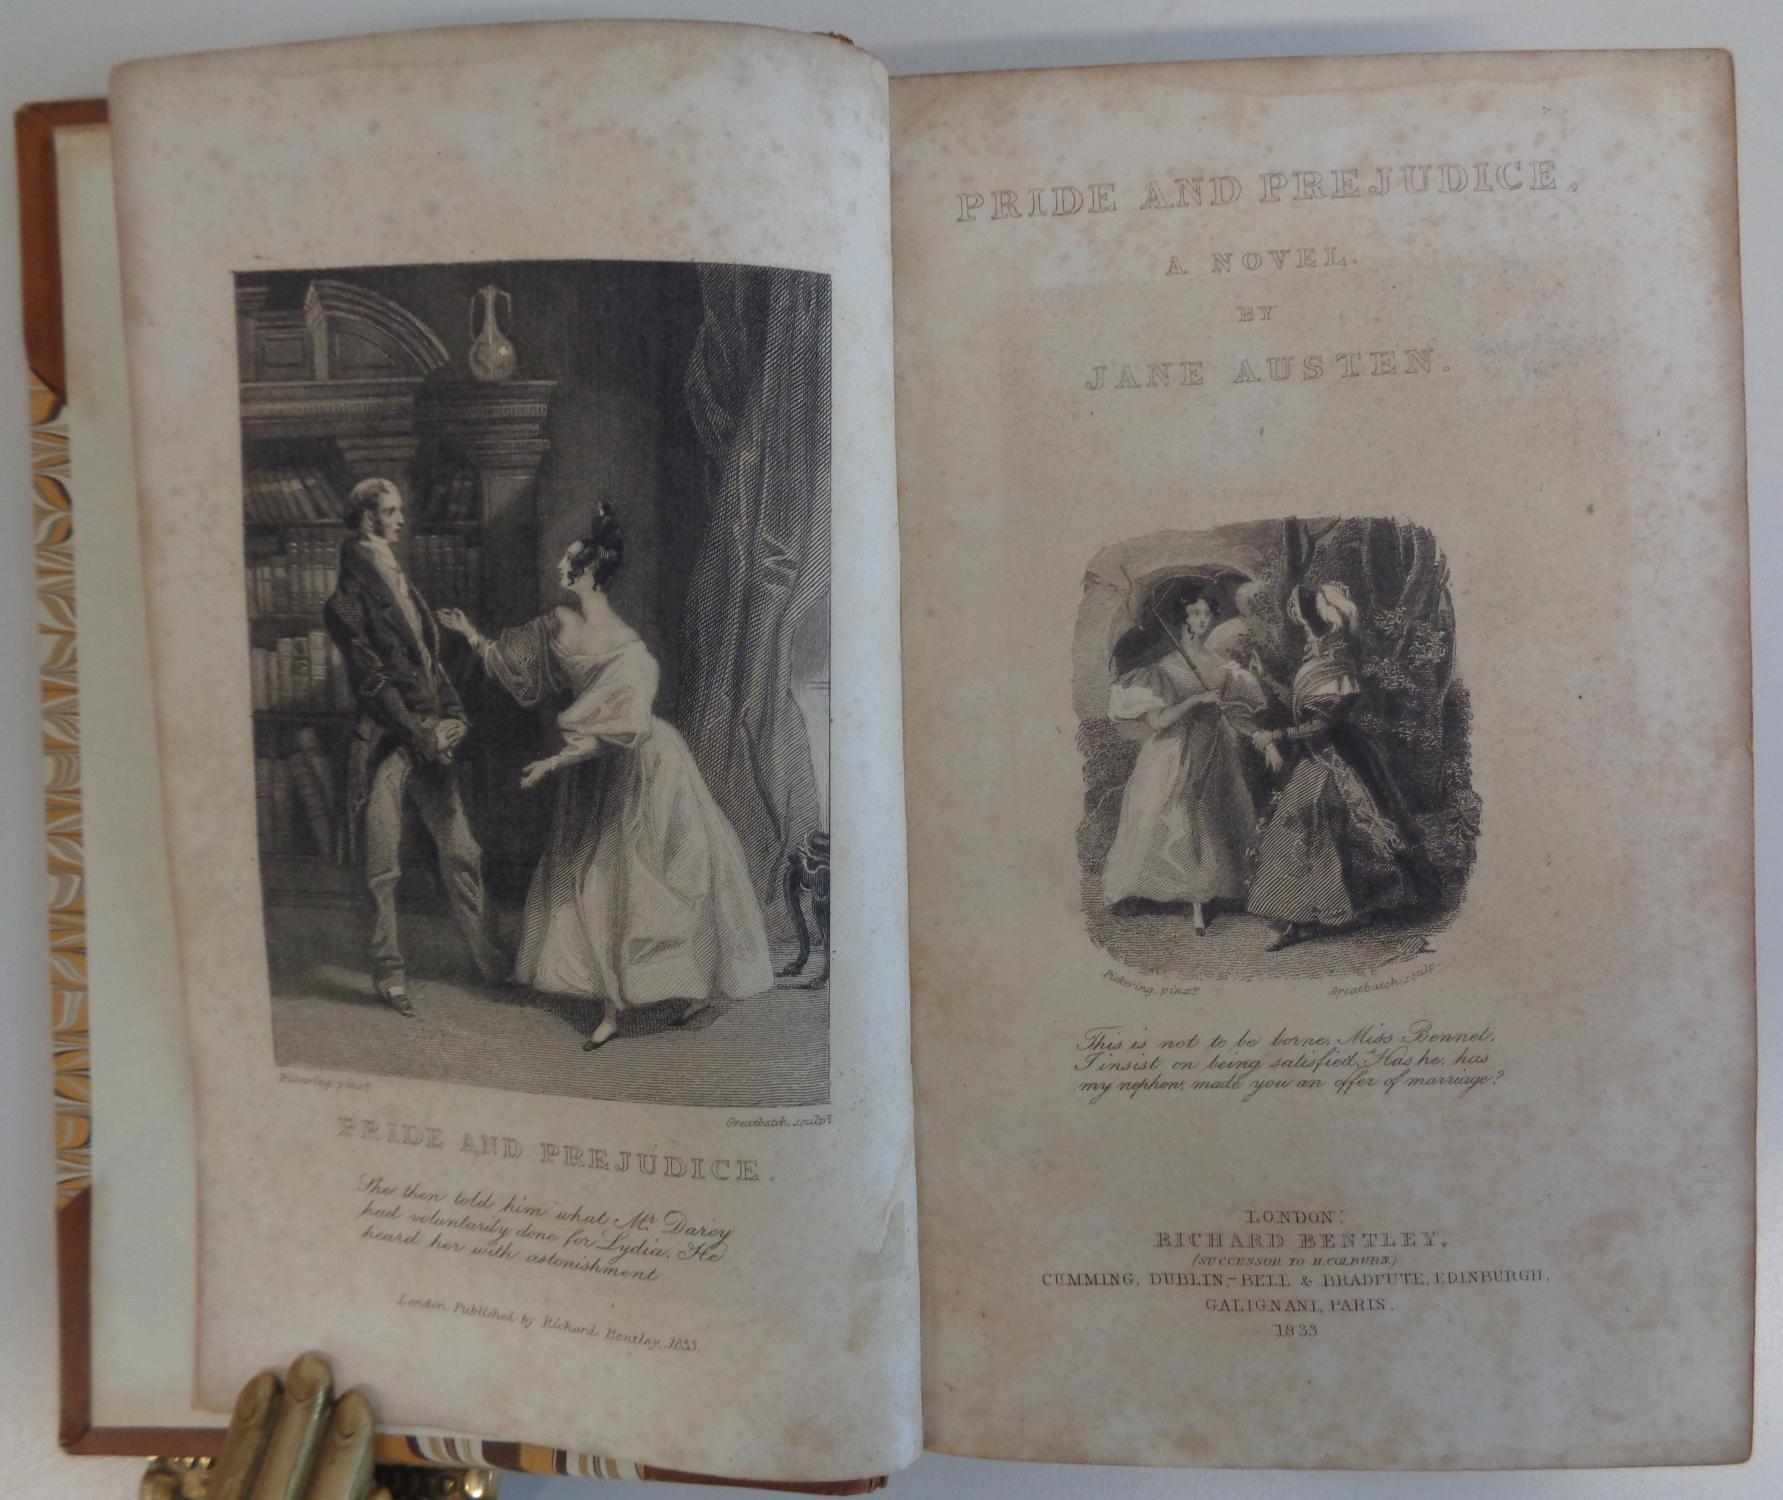 Pickering pinxt.
Greatbatch, sculpt.
PRIDE AND PREJUDICE.
She then told him what Mr. Darcy
had voluntarily done for Lydia. He
heard her with astonishment
London Published by Richard Bentley, 1833.
PRIDE AND PREJUDICE,
A NOVEL.
BY
JANE AUSTEN.
Pickering, pinxt.
Greatbatch, sculp.
This is not to be borne, Miss Bennet.
I insist on being satisfied. Has he, has
my nephew, made you an offer of marriage?
LONDON:
RICHARD BENTLEY,
(SUCCESSOR TO H. COLBURN.)
CUMMING, DUBLIN,—BELL & BRADFUTE, EDINBURGH,
GALIGNANI, PARIS.
1833